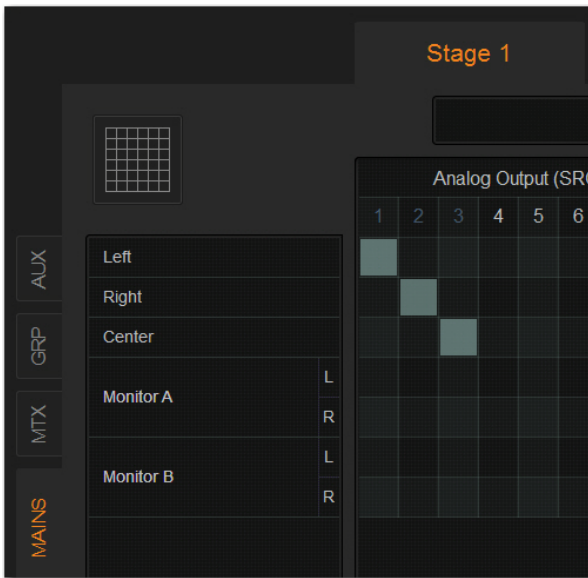 Stage 1
Analog Output (SR
1 2 3 4 5 6
AUX
GRP
MTX
MAINS
Left
Right
Center
Monitor A
L
R
Monitor B
L
R